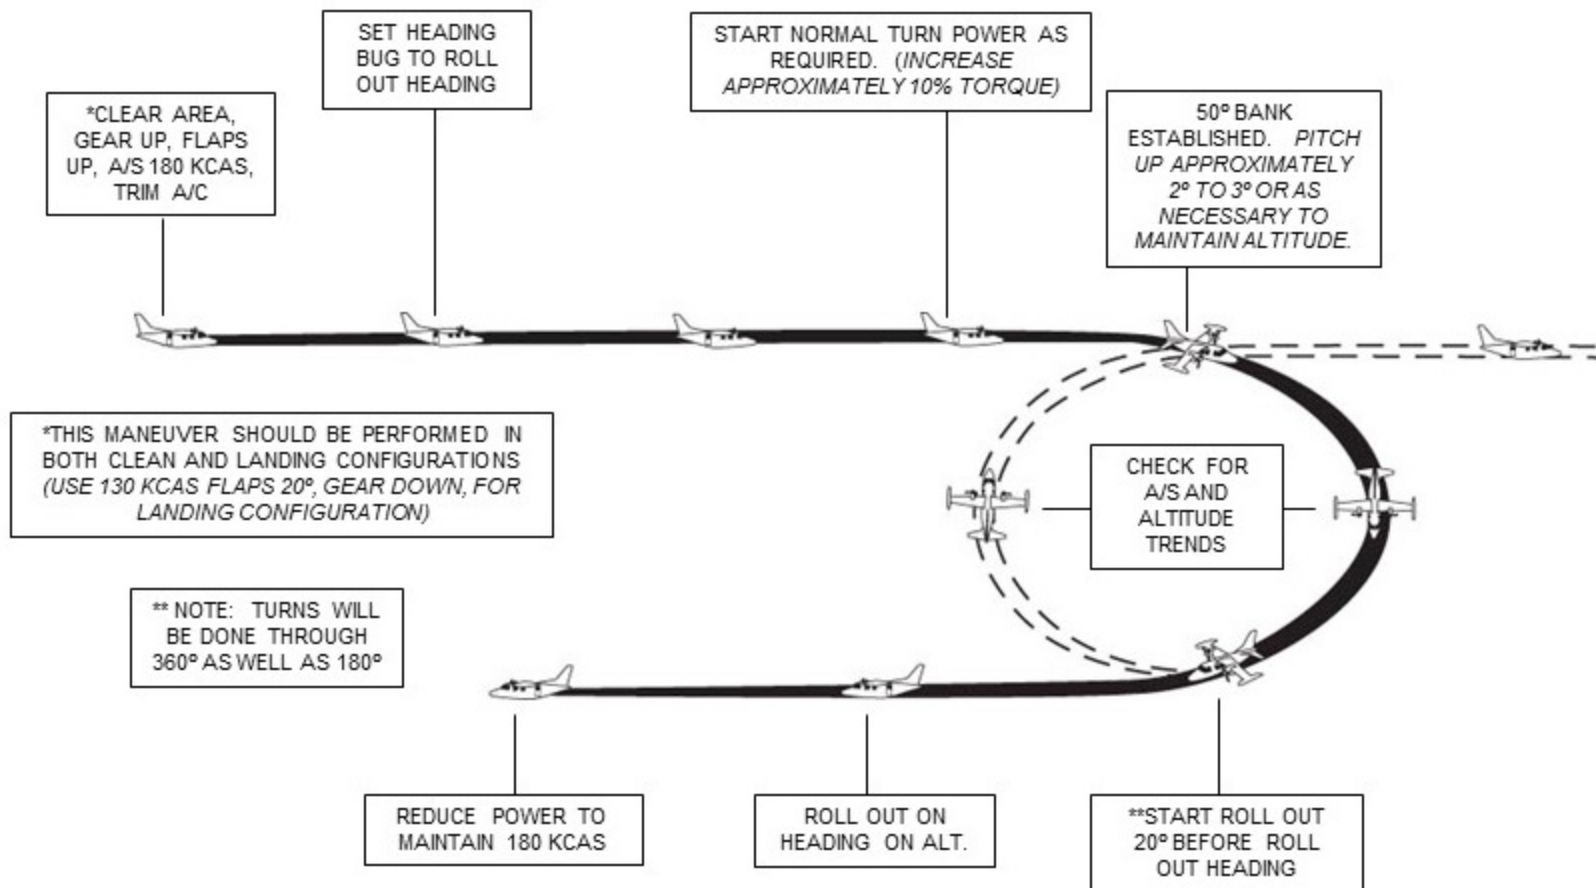 SET HEADING
BUG TO ROLL
OUT HEADING
START NORMAL TURN POWER AS
REQUIRED. (INCREASE
APPROXIMATELY 10% TORQUE)
*CLEAR AREA,
GEAR UP, FLAPS
UP, A/S 180 KCAS,
TRIM A/C
50º BANK
ESTABLISHED. PITCH
UP APPROXIMATELY
2º TO 3º OR AS
NECESSARY TO
MAINTAIN ALTITUDE.
*THIS MANEUVER SHOULD BE PERFORMED IN
BOTH CLEAN AND LANDING CONFIGURATIONS
(USE 130 KCAS FLAPS 20º, GEAR DOWN, FOR
LANDING CONFIGURATION)
CHECK FOR
A/S AND
ALTITUDE
TRENDS
** NOTE: TURNS WILL
BE DONE THROUGH
360º AS WELL AS 180º
REDUCE POWER TO
MAINTAIN 180 KCAS
ROLL OUT ON
HEADING ON ALT.
**START ROLL OUT
20º BEFORE ROLL
OUT HEADING